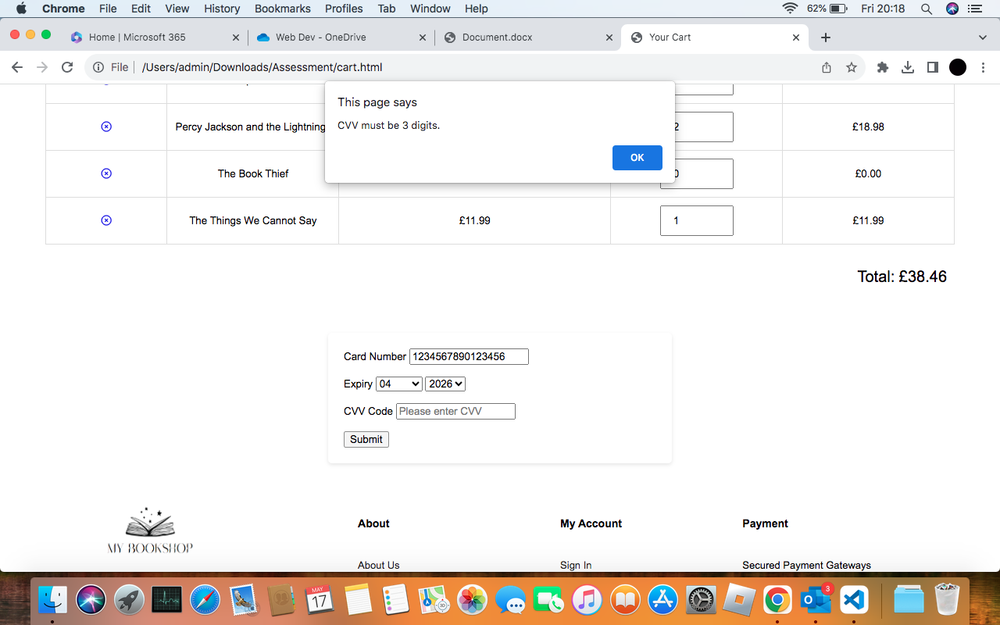 Chrome File Edit View History Bookmarks Profiles Tab Window Help 62% Fri 20:18
Home | Microsoft 365 Web Dev - OneDrive Document.docx Your Cart
File /Users/admin/Downloads/Assessment/cart.html
This page says
CVV must be 3 digits.
OK
Percy Jackson and the Lightning 2 £18.98
The Book Thief 0 £0.00
The Things We Cannot Say £11.99 1 £11.99
Total: £38.46
Card Number 1234567890123456
Expiry 04 2026
CVV Code Please enter CVV
Submit
MY BOOKSHOP
About My Account Payment
About Us Sign In Secured Payment Gateways
MAY
17
3